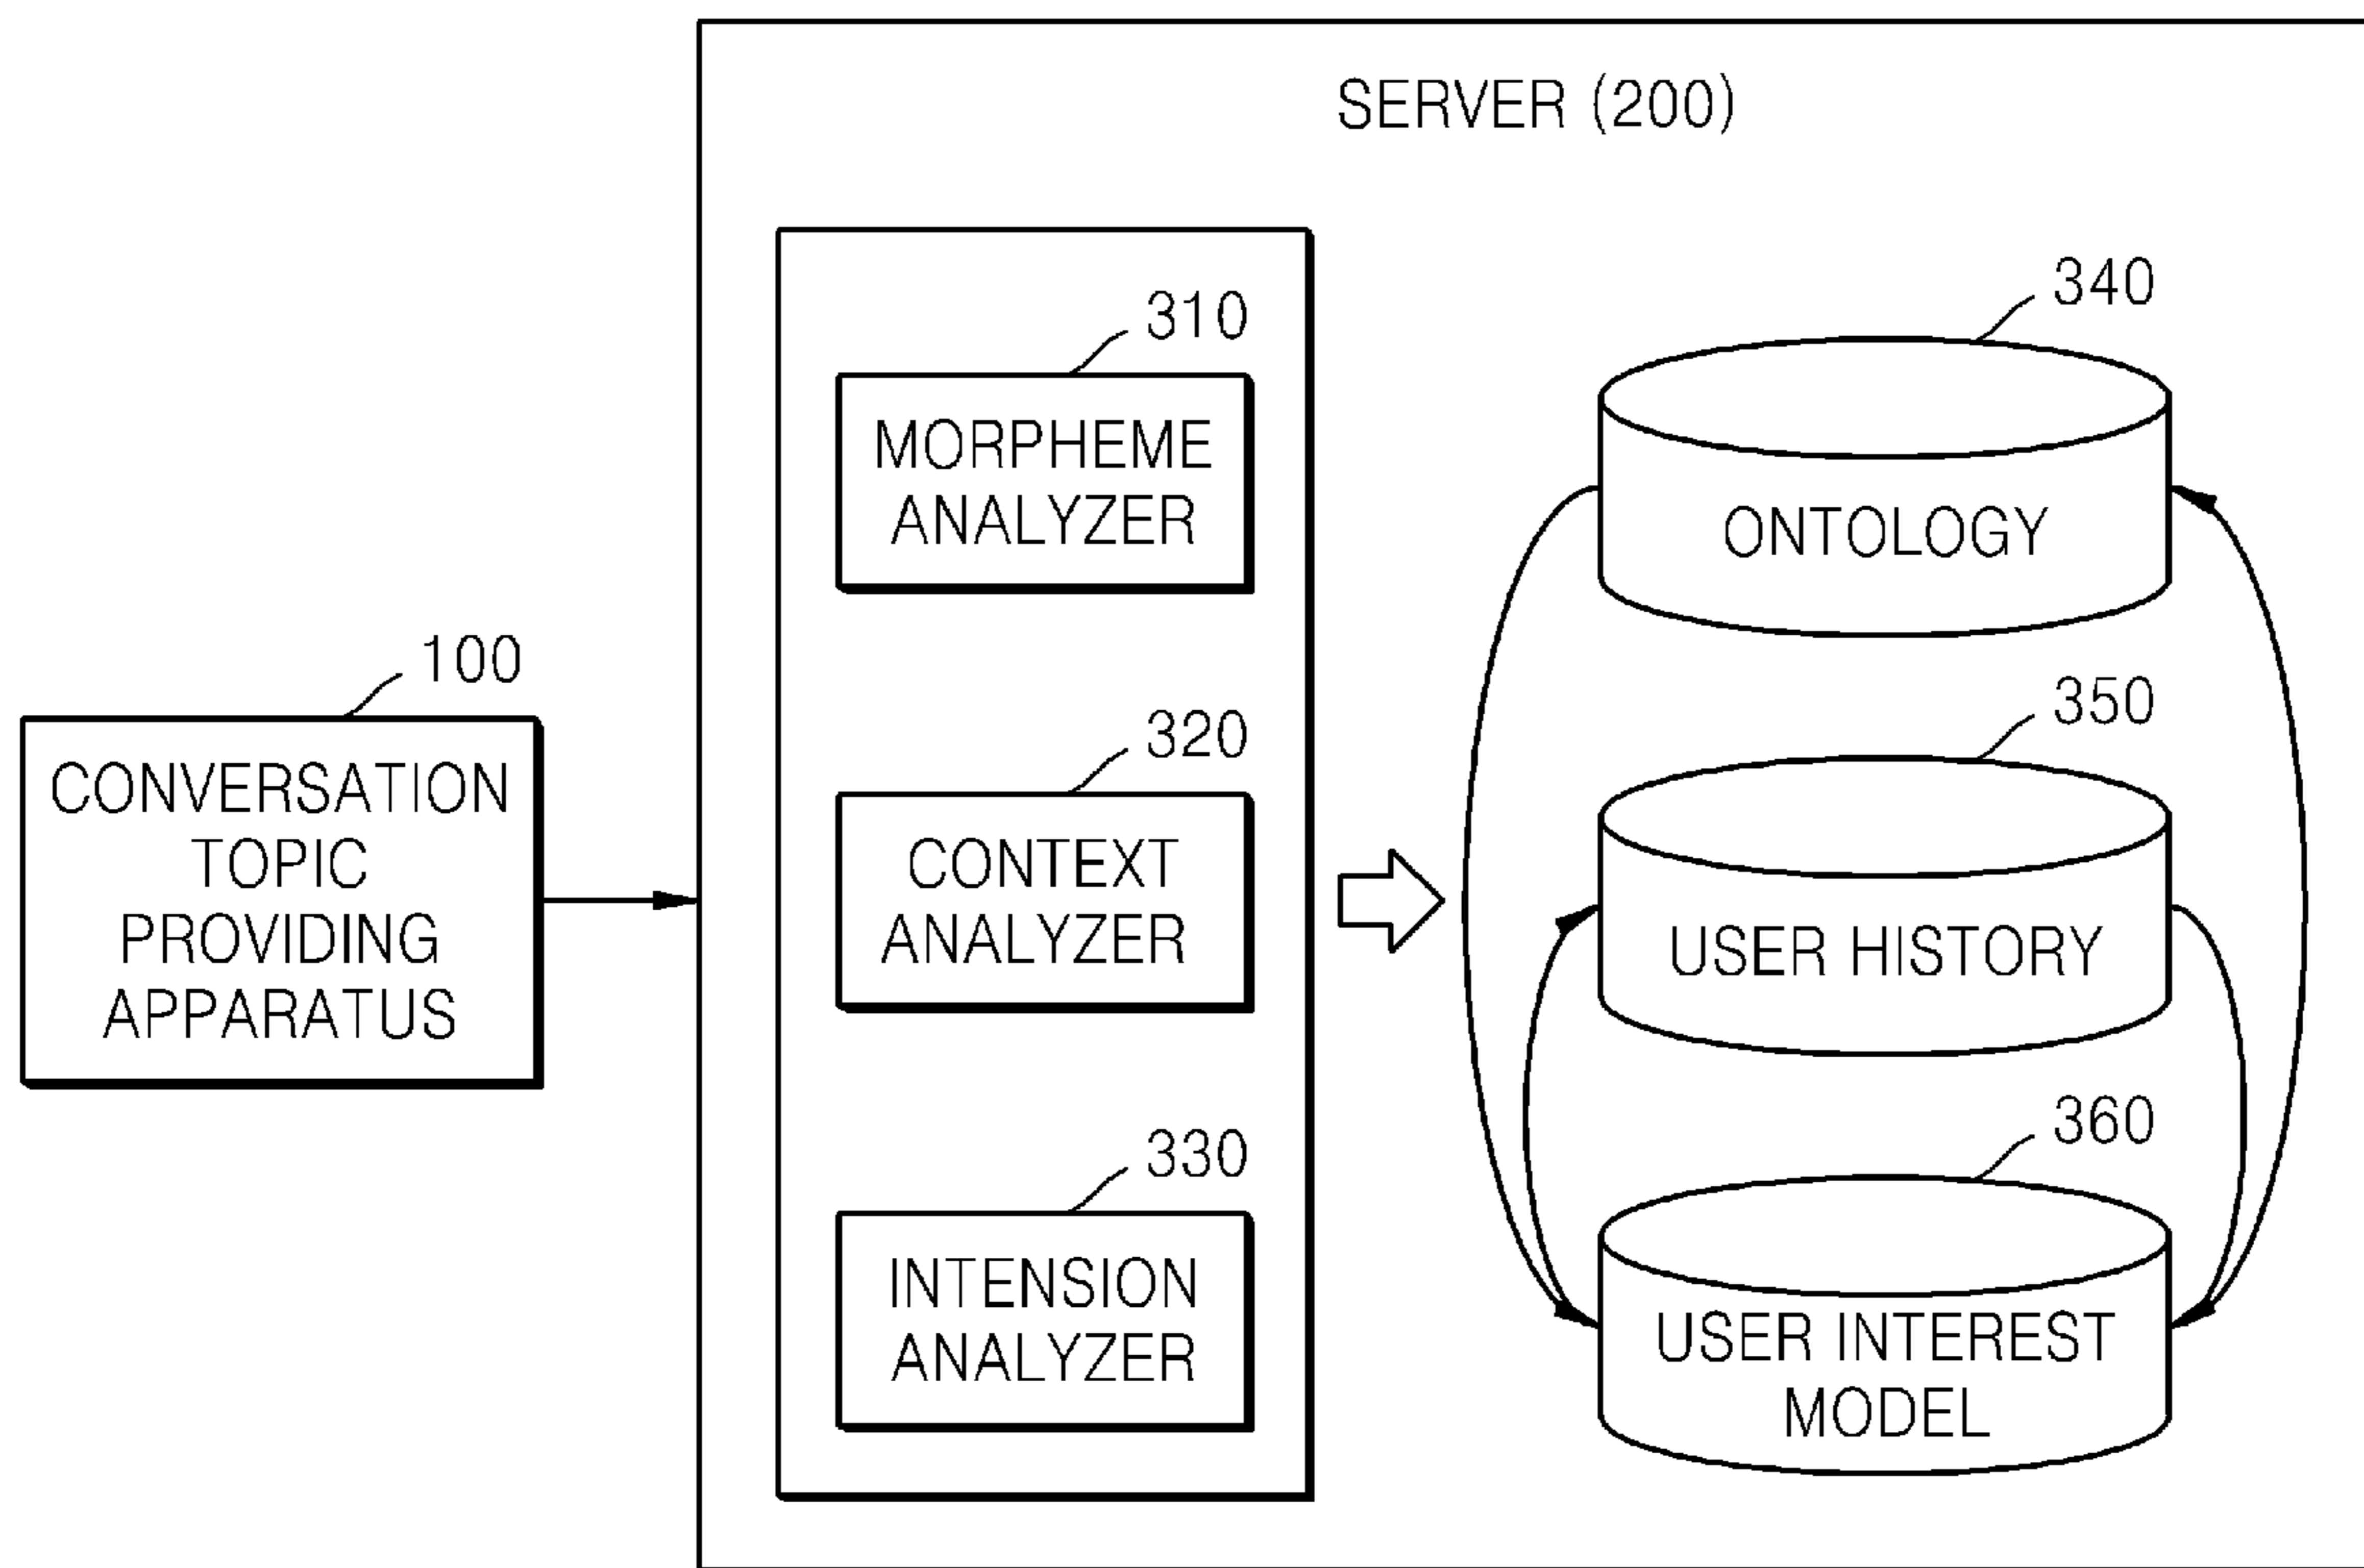 SERVER (200)
100
CONVERSATION
TOPIC
PROVIDING
APPARATUS
310
MORPHEME
ANALYZER
320
CONTEXT
ANALYZER
330
INTENSION
ANALYZER
340
ONTOLOGY
350
USER HISTORY
360
USER INTEREST
MODEL